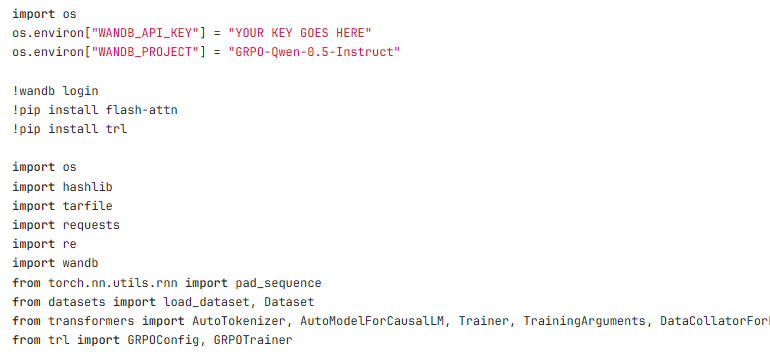 import os
os.environ["WANDB_API_KEY"] = "YOUR KEY GOES HERE"
os.environ["WANDB_PROJECT"] = "GRPO-Qwen-0.5-Instruct"
!wandb login
!pip install flash-attn
!pip install trl
import os
import hashlib
import tarfile
import requests
import re
import wandb
from torch.nn.utils.rnn import pad_sequence
from datasets import load_dataset, Dataset
from transformers import AutoTokenizer, AutoModelForCausalLM, Trainer, TrainingArguments, DataCollatorFor
from trl import GRPOConfig, GRPOTrainer